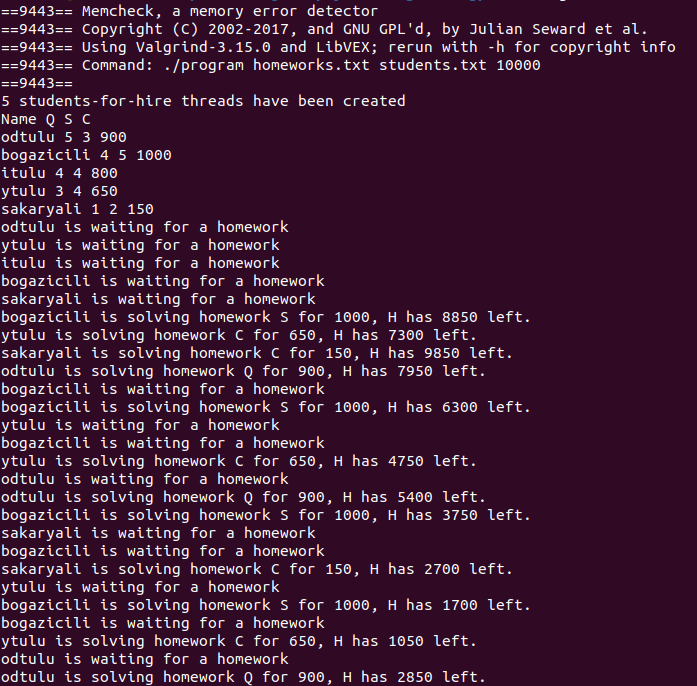 ==9443== Memcheck, a memory error detector
==9443== Copyright (C) 2002-2017, and GNU GPL'd, by Julian Seward et al.
==9443== Using Valgrind-3.15.0 and LibVEX; rerun with -h for copyright info
==9443== Command: ./program homeworks.txt students.txt 10000
==9443==
5 students-for-hire threads have been created
Name Q S C
odtulu 5 3 900
bogazicili 4 5 1000
itulu 4 4 800
ytulu 3 4 650
sakaryali 1 2 150
odtulu is waiting for a homework
ytulu is waiting for a homework
itulu is waiting for a homework
bogazicili is waiting for a homework
sakaryali is waiting for a homework
bogazicili is solving homework S for 1000, H has 8850 left.
ytulu is solving homework C for 650, H has 7300 left.
sakaryali is solving homework C for 150, H has 9850 left.
odtulu is solving homework Q for 900, H has 7950 left.
bogazicili is waiting for a homework
bogazicili is solving homework S for 1000, H has 6300 left.
ytulu is waiting for a homework
bogazicili is waiting for a homework
ytulu is solving homework C for 650, H has 4750 left.
odtulu is waiting for a homework
odtulu is solving homework Q for 900, H has 5400 left.
bogazicili is solving homework S for 1000, H has 3750 left.
sakaryali is waiting for a homework
bogazicili is waiting for a homework
sakaryali is solving homework C for 150, H has 2700 left.
ytulu is waiting for a homework
bogazicili is solving homework S for 1000, H has 1700 left.
bogazicili is waiting for a homework
ytulu is solving homework C for 650, H has 1050 left.
odtulu is waiting for a homework
odtulu is solving homework Q for 900, H has 2850 left.